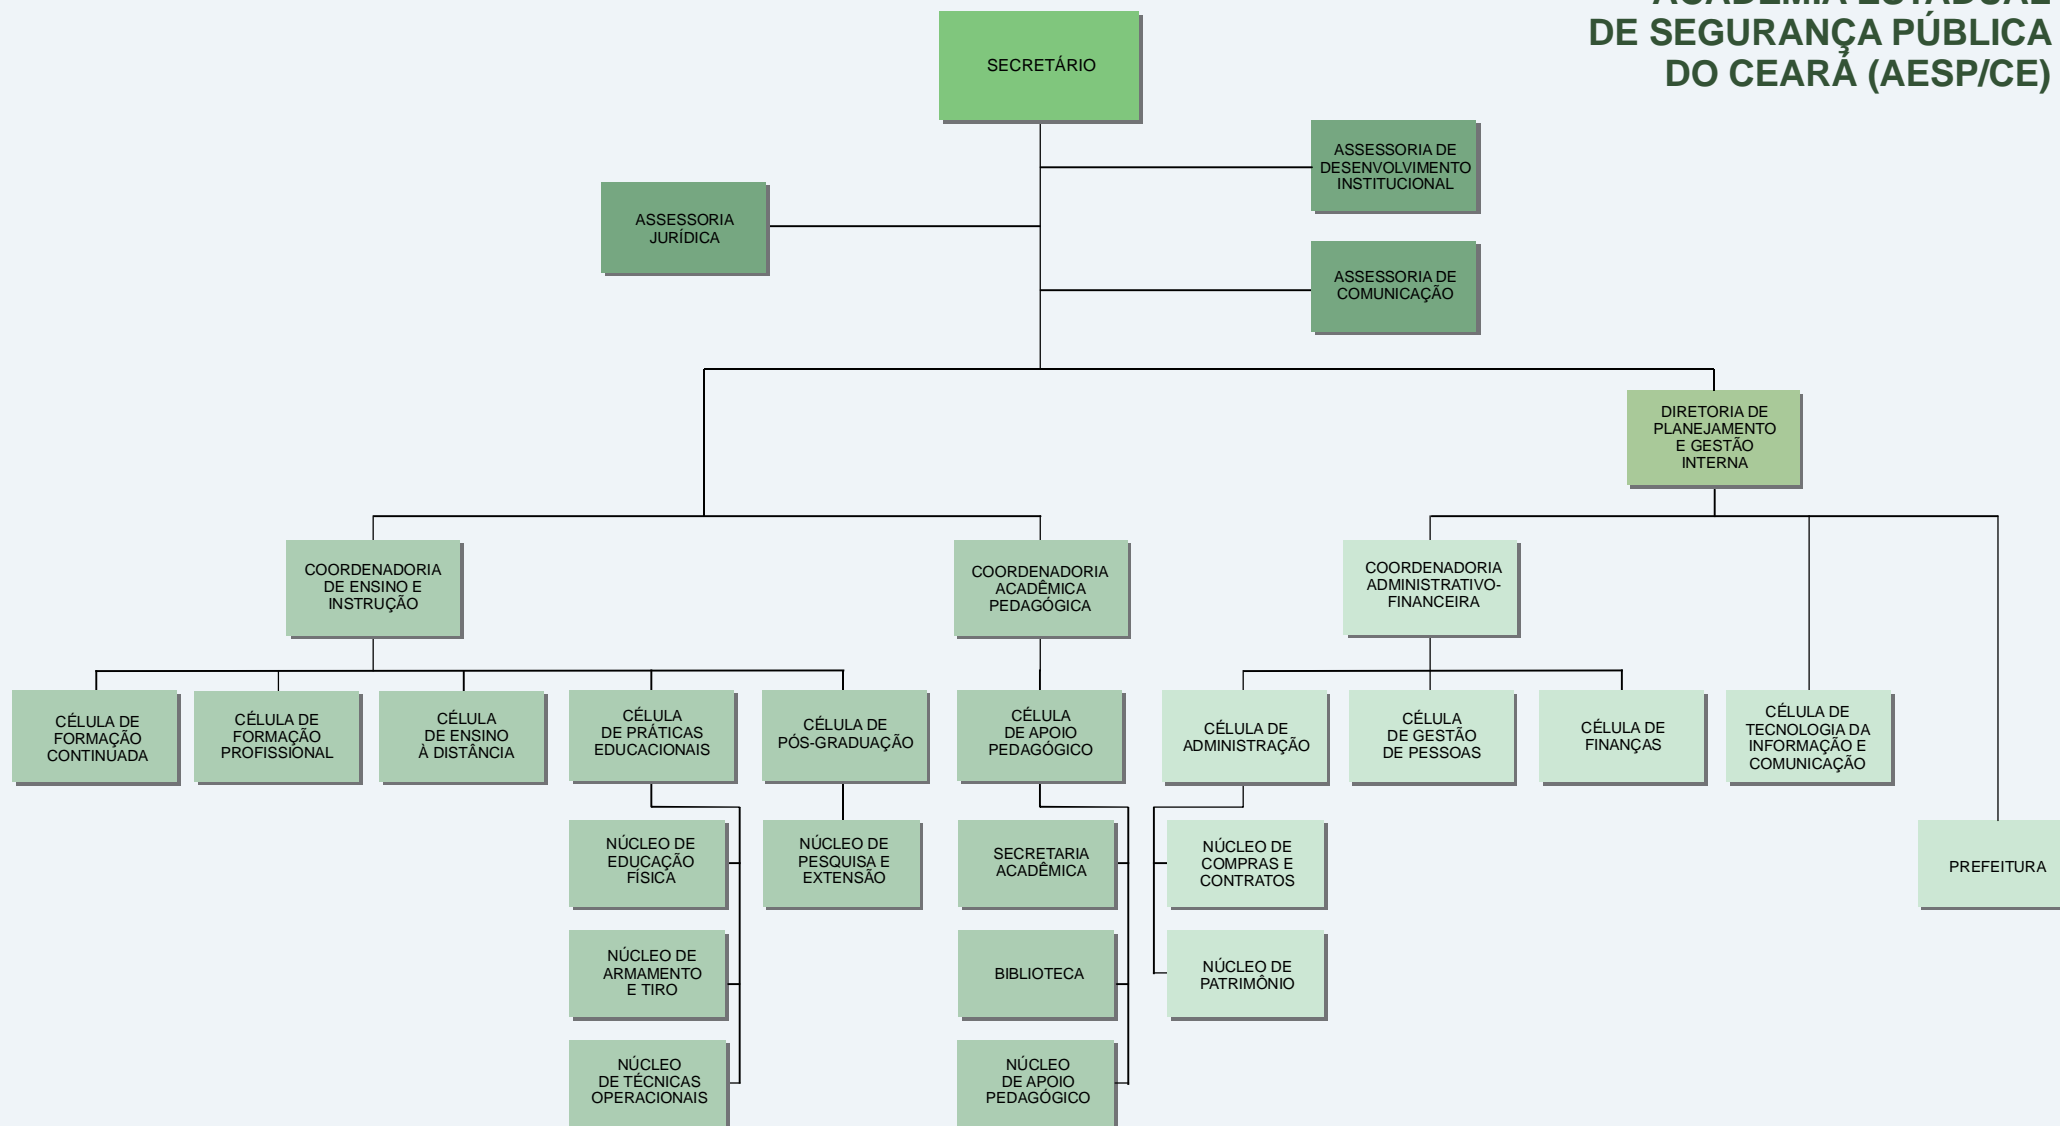 ACADEMIA ESTADUAL
DE SEGURANÇA PÚBLICA
DO CEARÁ (AESP/CE)
SECRETÁRIO
ASSESSORIA DE
DESENVOLVIMENTO
INSTITUCIONAL
ASSESSORIA
JURÍDICA
ASSESSORIA DE
COMUNICAÇÃO
DIRETORIA DE
PLANEJAMENTO
E GESTÃO
INTERNA
COORDENADORIA
DE ENSINO E
INSTRUÇÃO
COORDENADORIA
ACADÊMICA
PEDAGÓGICA
COORDENADORIA
ADMINISTRATIVO-
FINANCEIRA
CÉLULA DE
FORMAÇÃO
CONTINUADA
CÉLULA DE
FORMAÇÃO
PROFISSIONAL
CÉLULA
DE ENSINO
À DISTÂNCIA
CÉLULA
DE PRÁTICAS
EDUCACIONAIS
CÉLULA DE
PÓS-GRADUAÇÃO
CÉLULA
DE APOIO
PEDAGÓGICO
CÉLULA DE
ADMINISTRAÇÃO
CÉLULA
DE GESTÃO
DE PESSOAS
CÉLULA DE
FINANÇAS
CÉLULA DE
TECNOLOGIA DA
INFORMAÇÃO E
COMUNICAÇÃO
NÚCLEO DE
EDUCAÇÃO
FÍSICA
NÚCLEO DE
PESQUISA E
EXTENSÃO
SECRETARIA
ACADÊMICA
NÚCLEO DE
COMPRAS E
CONTRATOS
PREFEITURA
NÚCLEO DE
ARMAMENTO
E TIRO
BIBLIOTECA
NÚCLEO DE
PATRIMÔNIO
NÚCLEO
DE TÉCNICAS
OPERACIONAIS
NÚCLEO
DE APOIO
PEDAGÓGICO